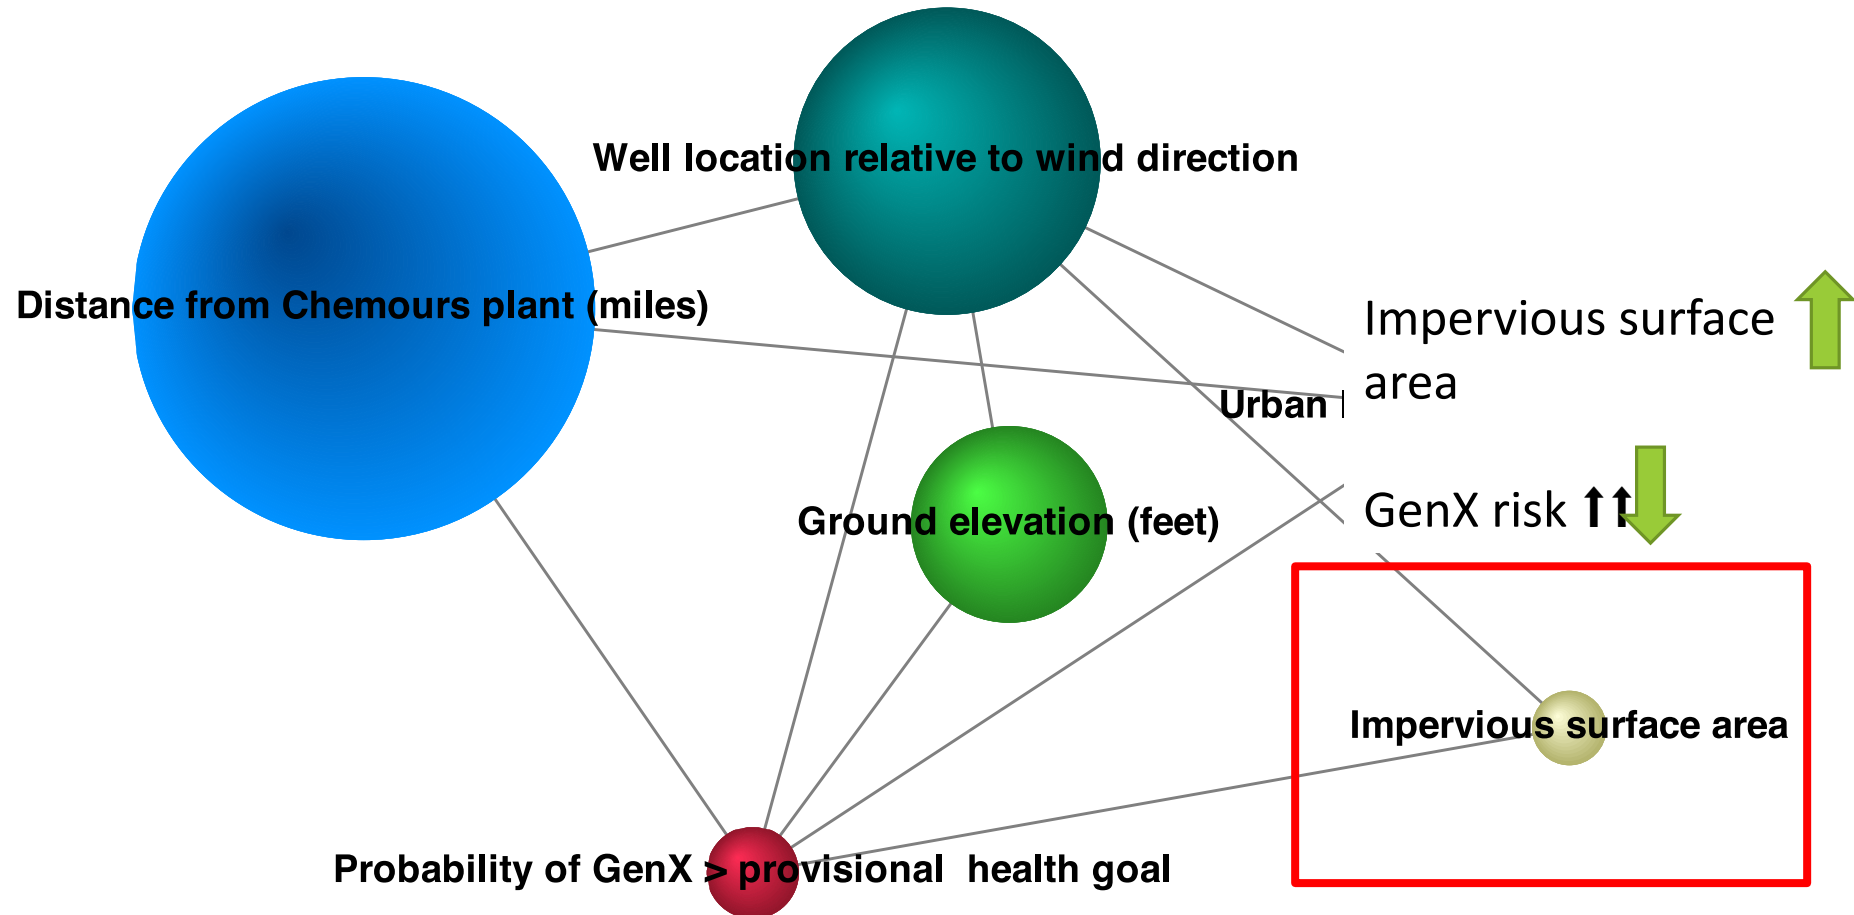 Well location relative to wind direction
Distance from Chemours plant (miles)
Impervious surface
area
Urban
Ground elevation (feet)
GenX risk ⬆⬆
Impervious surface area
Probability of GenX > provisional health goal